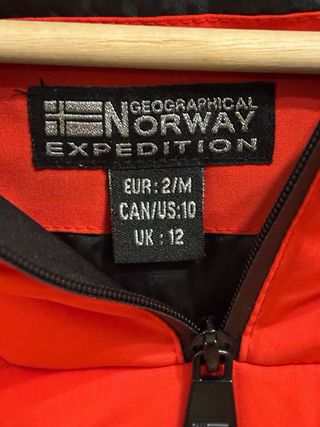 GEOGRAPHICAL
NORWAY
EXPEDITION
EUR : 2/M
CAN/US:10
UK : 12